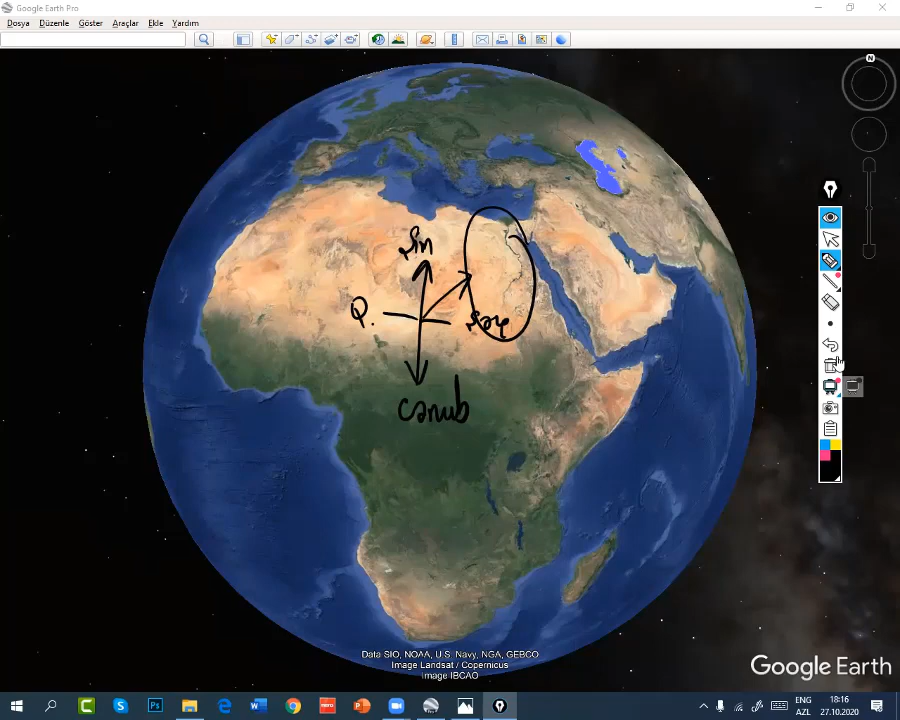 Google Earth Pro
Dosya Düzenle Göster Araçlar Ekle Yardım
N
şm
Q.
şərq
cənub
Data SIO, NOAA, U.S. Navy, NGA, GEBCO
Image Landsat / Copernicus
Image IBCAO
Google Earth
ENG
AZL
18:16
27.10.2020